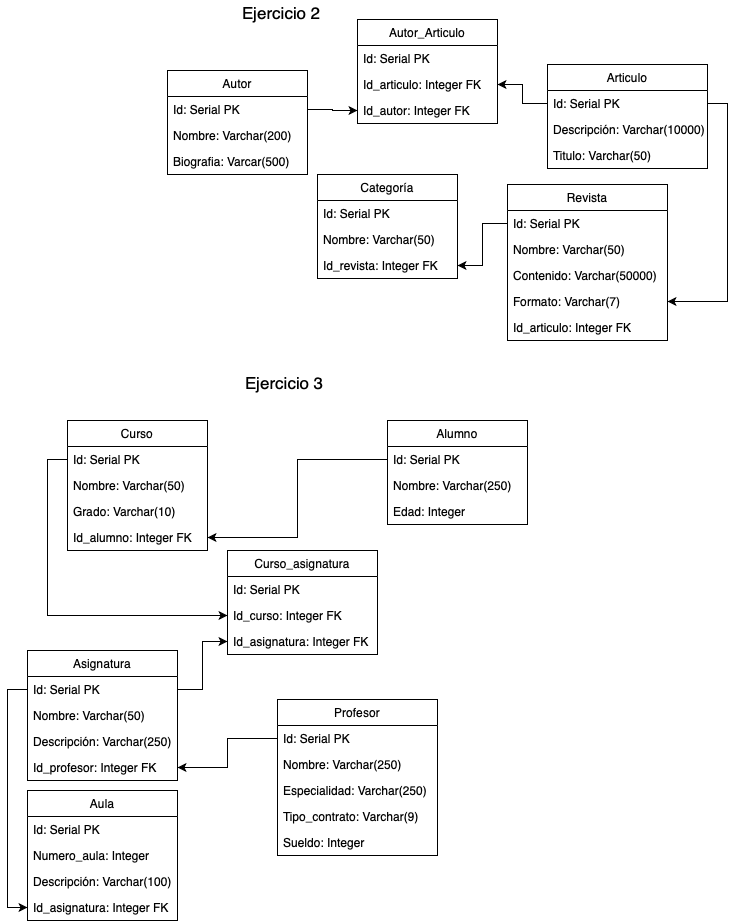 Ejercicio 2
Autor_Articulo
Id: Serial PK
Id_articulo: Integer FK
Id_autor: Integer FK
Autor
Id: Serial PK
Nombre: Varchar(200)
Biografia: Varcar(500)
Articulo
Id: Serial PK
Descripción: Varchar(10000)
Titulo: Varchar(50)
Categoría
Id: Serial PK
Nombre: Varchar(50)
Id_revista: Integer FK
Revista
Id: Serial PK
Nombre: Varchar(50)
Contenido: Varchar(50000)
Formato: Varchar(7)
Id_articulo: Integer FK
Ejercicio 3
Curso
Id: Serial PK
Nombre: Varchar(50)
Grado: Varchar(10)
Id_alumno: Integer FK
Alumno
Id: Serial PK
Nombre: Varchar(250)
Edad: Integer
Curso_asignatura
Id: Serial PK
Id_curso: Integer FK
Id_asignatura: Integer FK
Asignatura
Id: Serial PK
Nombre: Varchar(50)
Descripción: Varchar(250)
Id_profesor: Integer FK
Profesor
Id: Serial PK
Nombre: Varchar(250)
Especialidad: Varchar(250)
Tipo_contrato: Varchar(9)
Sueldo: Integer
Aula
Id: Serial PK
Numero_aula: Integer
Descripción: Varchar(100)
Id_asignatura: Integer FK